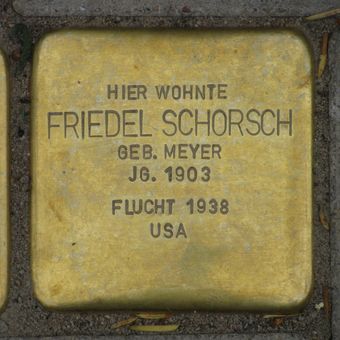 HIER WOHNTE
FRIEDEL SCHORSCH
GEB. MEYER
JG. 1903
FLUCHT 1938
USA